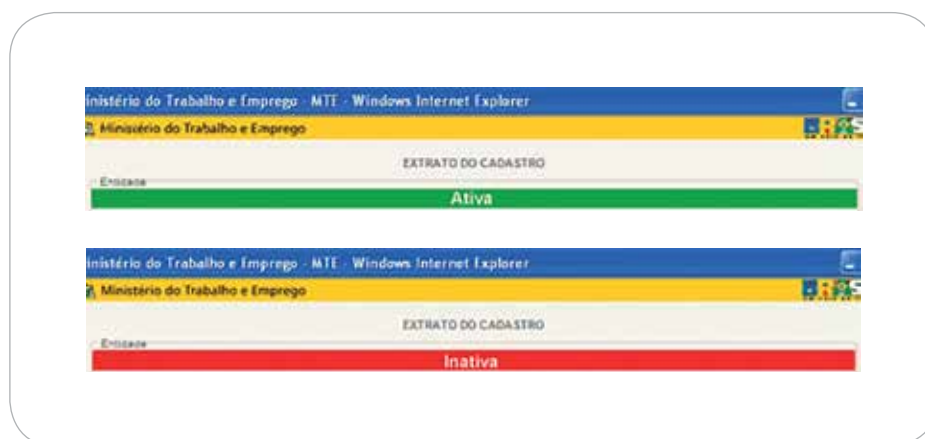 inistério do Trabalho e Emprego - MTE - Windows Internet Explorer
Ministério do Trabalho e Emprego
EXTRATO DO CADASTRO
Entidade
Ativa
inistério do Trabalho e Emprego - MTE - Windows Internet Explorer
Ministério do Trabalho e Emprego
EXTRATO DO CADASTRO
Entidade
Inativa